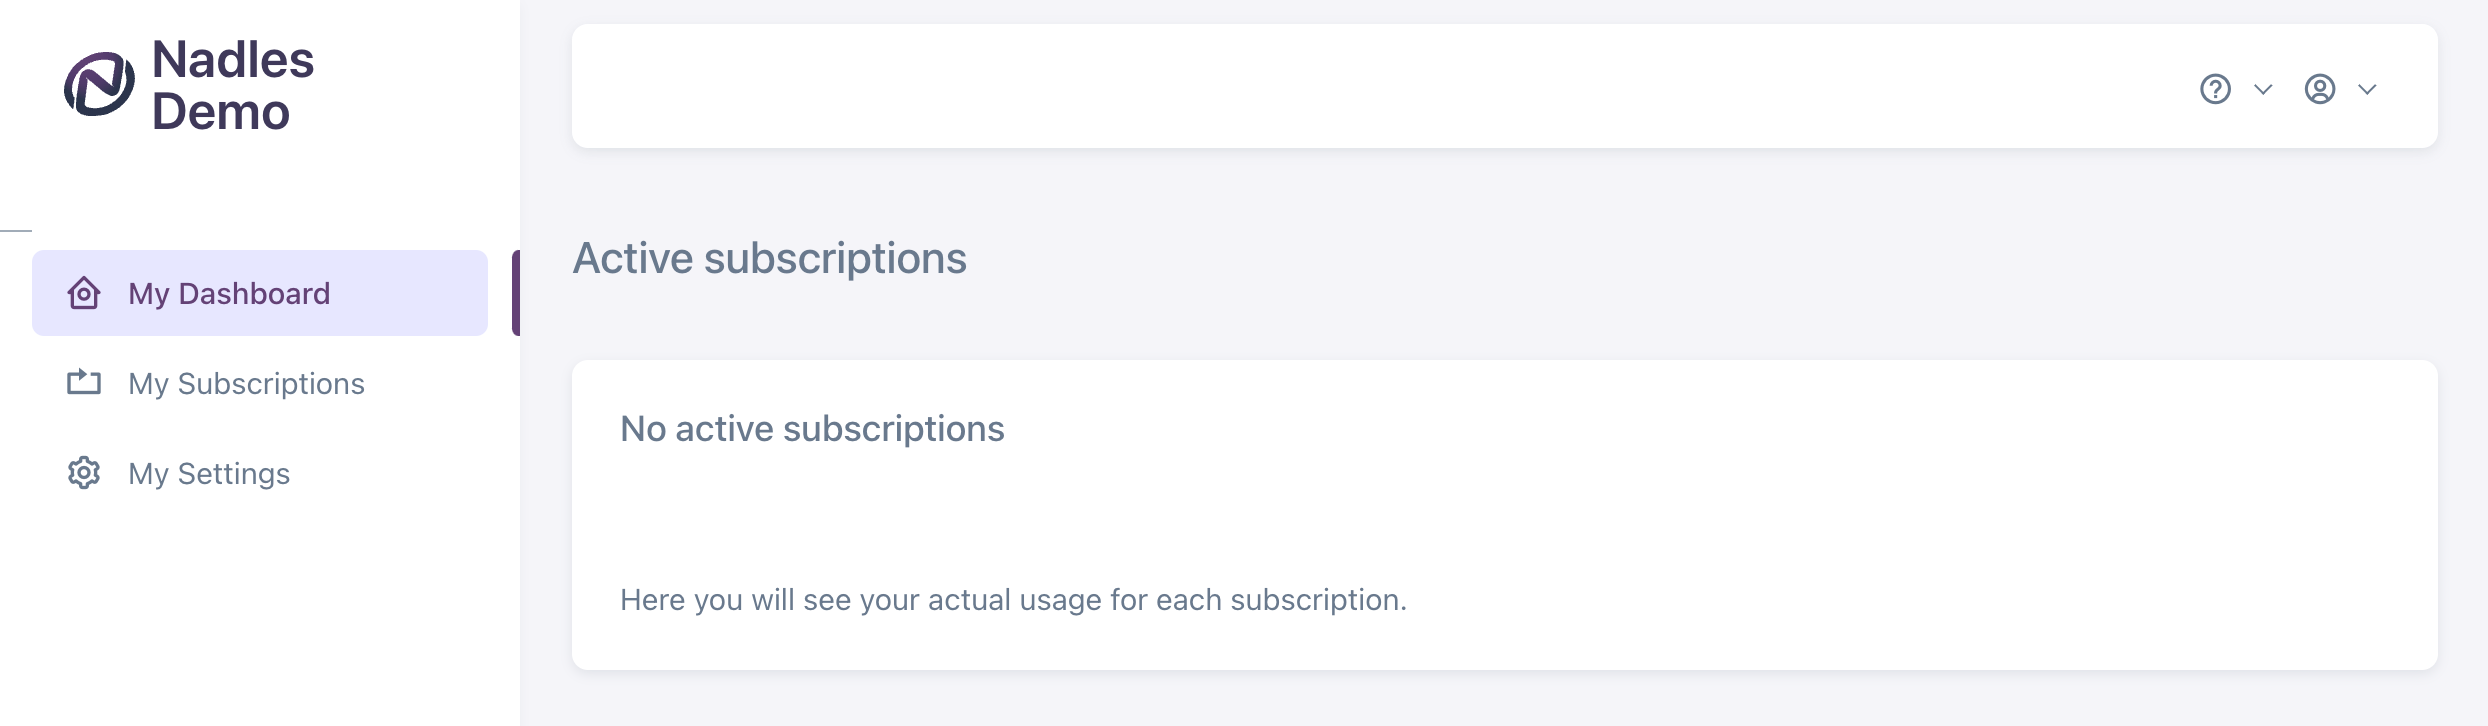 Nadles
Demo
My Dashboard
My Subscriptions
My Settings
Active subscriptions
No active subscriptions
Here you will see your actual usage for each subscription.